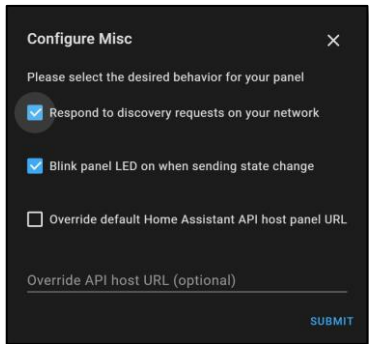 Configure Misc
Please select the desired behavior for your panel
Respond to discovery requests on your network
Blink panel LED on when sending state change
Override default Home Assistant API host panel URL
Override API host URL (optional)
SUBMIT